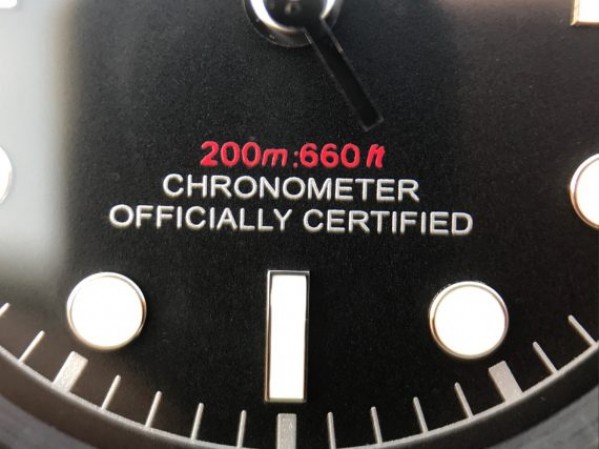 200m:660ft
CHRONOMETER
OFFICIALLY CERTIFIED